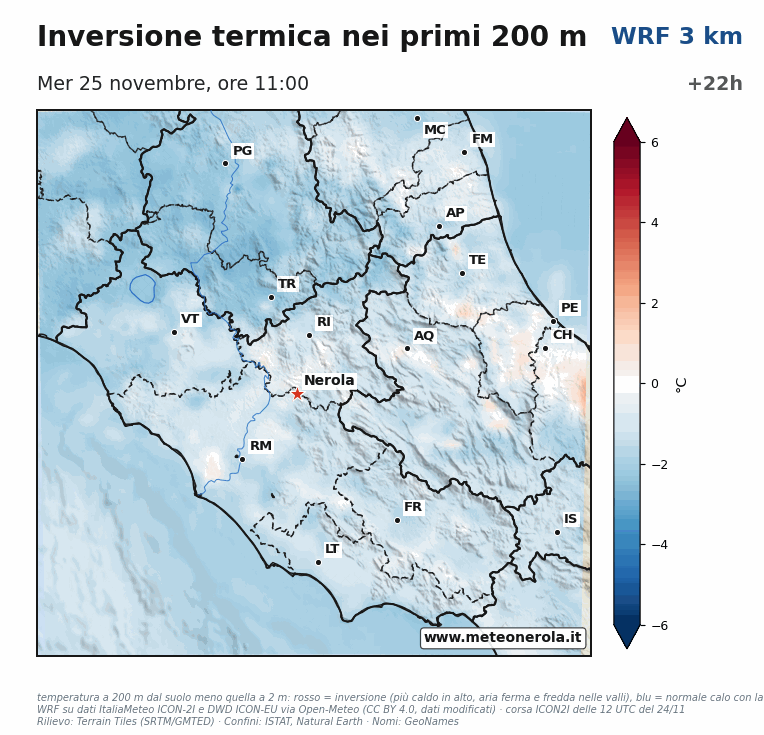 Inversione termica nei primi 200 m WRF 3 km
Mer 25 novembre, ore 11:00 +22h
MC
FM
PG
AP
TE
TR
PE
VT
RI
AQ
CH
Nerola
RM
FR
IS
LT
6
4
2
0
−2
−4
−6
°C
www.meteonerola.it
temperatura a 200 m dal suolo meno quella a 2 m: rosso = inversione (più caldo in alto, aria ferma e fredda nelle valli), blu = normale calo con la
WRF su dati ItaliaMeteo ICON-2I e DWD ICON-EU via Open-Meteo (CC BY 4.0, dati modificati) · corsa ICON2I delle 12 UTC del 24/11
Rilievo: Terrain Tiles (SRTM/GMTED) · Confini: ISTAT, Natural Earth · Nomi: GeoNames